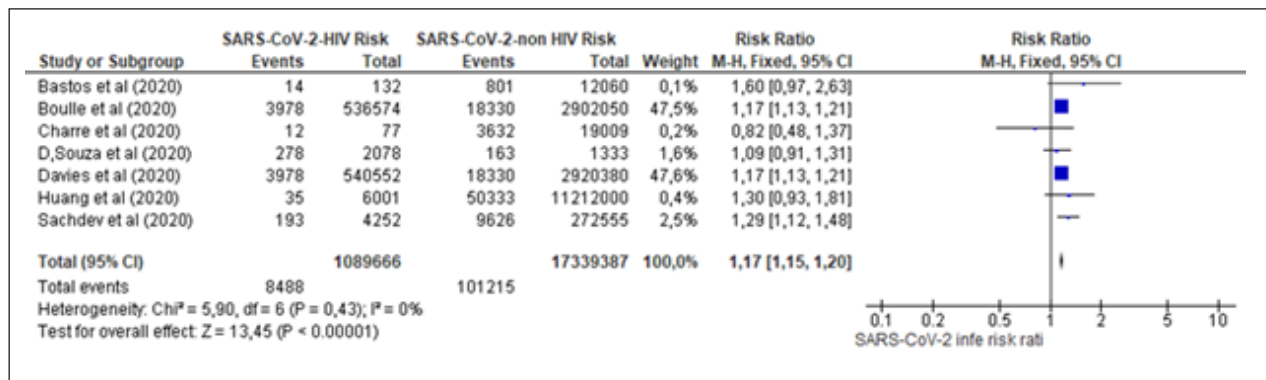 SARS-CoV-2-HIV Risk SARS-CoV-2-non HIV Risk Risk Ratio Risk Ratio
Study or Subgroup Events Total Events Total Weight M-H, Fixed, 95% CI M-H, Fixed, 95% CI
Bastos et al (2020) 14 132 801 12060 0,1% 1,60 [0,97, 2,63]
Boulle et al (2020) 3978 536574 18330 2902050 47,5% 1,17 [1,13, 1,21]
Charre et al (2020) 12 77 3632 19009 0,2% 0,82 [0,48, 1,37]
D,Souza et al (2020) 278 2078 163 1333 1,6% 1,09 [0,91, 1,31]
Davies et al (2020) 3978 540552 18330 2920380 47,6% 1,17 [1,13, 1,21]
Huang et al (2020) 35 6001 50333 11212000 0,4% 1,30 [0,93, 1,81]
Sachdev et al (2020) 193 4252 9626 272555 2,5% 1,29 [1,12, 1,48]
Total (95% CI) 1089666 17339387 100,0% 1,17 [1,15, 1,20]
Total events 8488 101215
Heterogeneity: Chi² = 5,90, df = 6 (P = 0,43); I² = 0%
Test for overall effect: Z = 13,45 (P < 0.00001)
0.1 0.2 0.5 1 2 5 10
SARS-CoV-2 infe risk rati